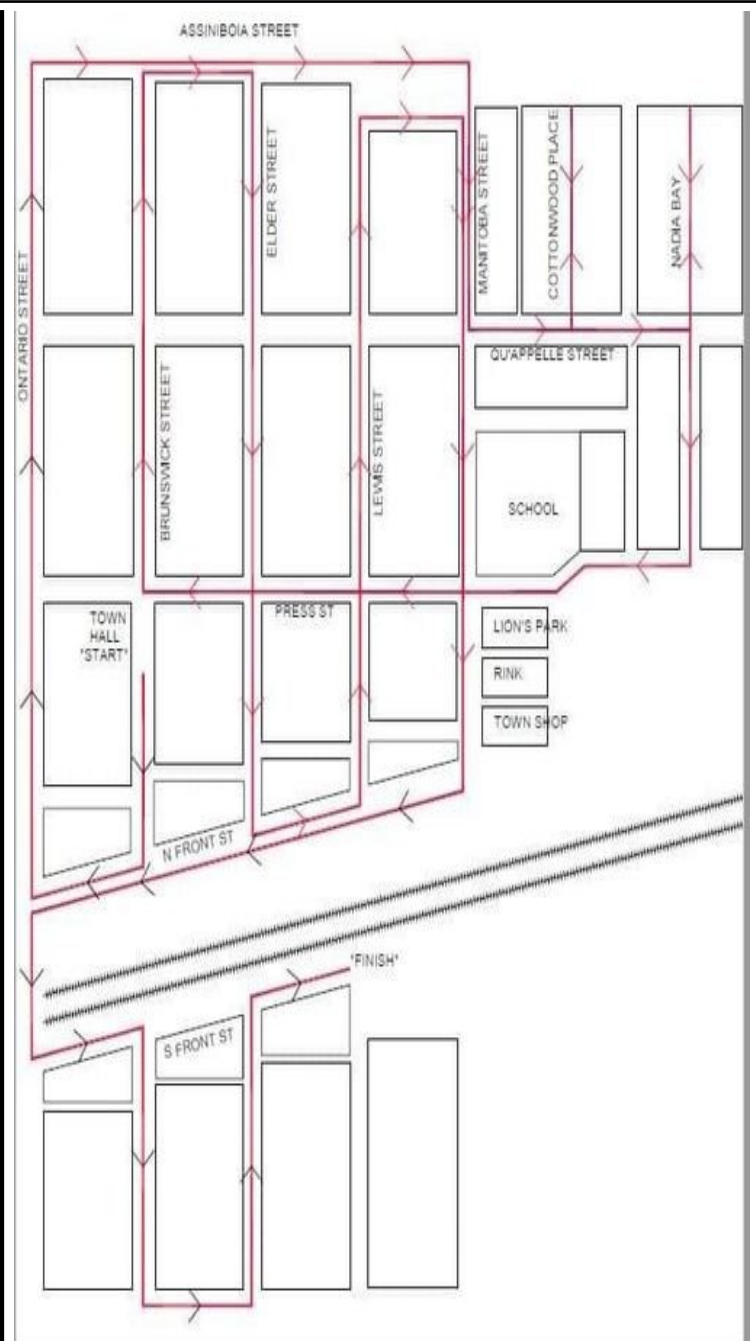 ASSINIBOIA STREET
ELDER STREET
MANITOBA STREET
COTTONWOOD PLACE
NADIA BAY
ONTARIO STREET
QU'APPELLE STREET
BRUNSWICK STREET
LEWIS STREET
SCHOOL
TOWN
HALL
"START"
PRESS ST
LION'S PARK
RINK
TOWN SHOP
N FRONT ST
"FINISH"
S FRONT ST